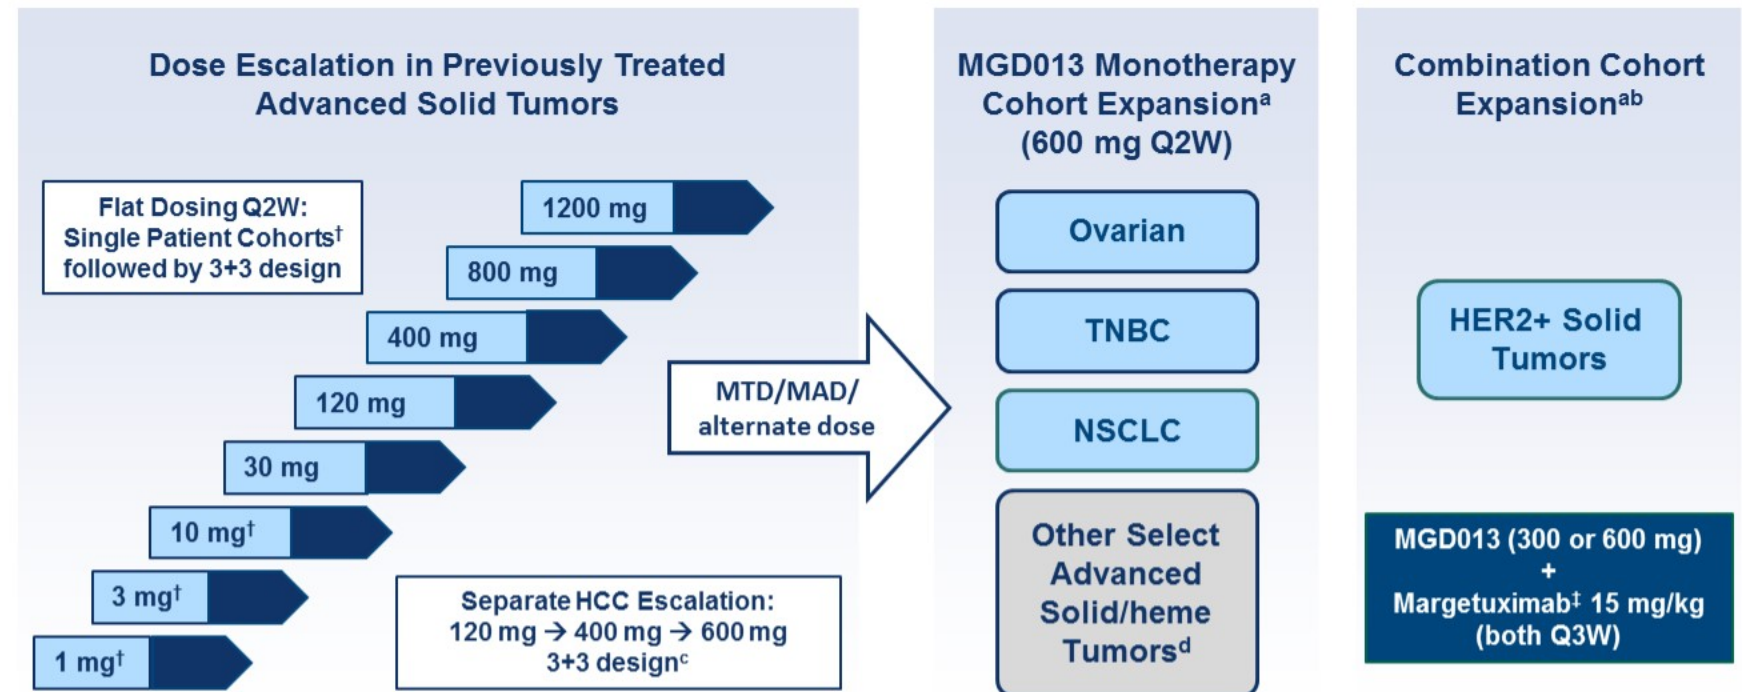 Dose Escalation in Previously Treated
Advanced Solid Tumors
Flat Dosing Q2W:
Single Patient Cohorts†
followed by 3+3 design
1200 mg
800 mg
400 mg
120 mg
30 mg
10 mg†
3 mg†
1 mg†
Separate HCC Escalation:
120 mg → 400 mg → 600 mg
3+3 designᶜ
MTD/MAD/
alternate dose
MGD013 Monotherapy
Cohort Expansionᵃ
(600 mg Q2W)
Ovarian
TNBC
NSCLC
Other Select
Advanced
Solid/heme
Tumorsᵈ
Combination Cohort
Expansionᵃᵇ
HER2+ Solid
Tumors
MGD013 (300 or 600 mg)
+
Margetuximab‡ 15 mg/kg
(both Q3W)